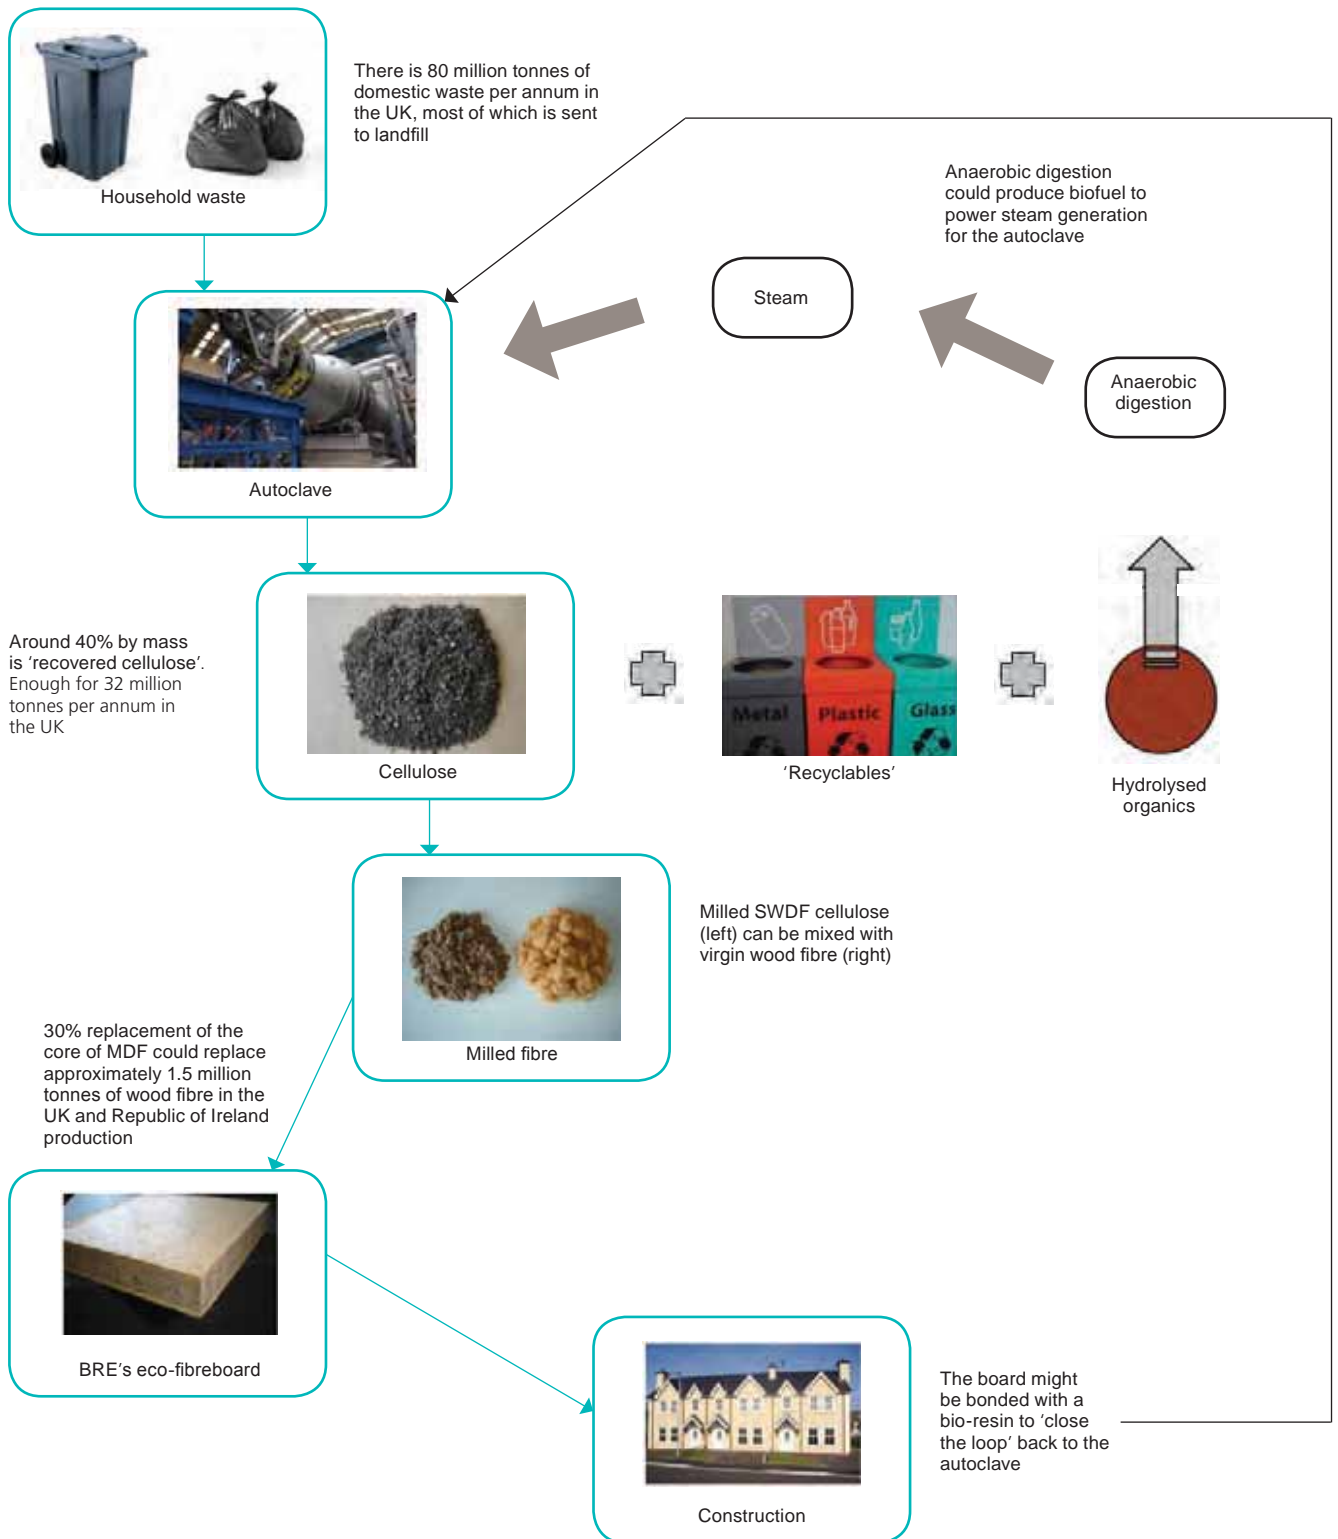 There is 80 million tonnes of
domestic waste per annum in
the UK, most of which is sent
to landfill
Household waste
Anaerobic digestion
could produce biofuel to
power steam generation
for the autoclave
Steam
Anaerobic
digestion
Autoclave
Around 40% by mass
is ‘recovered cellulose’.
Enough for 32 million
tonnes per annum in
the UK
Cellulose
Metal
Plastic
Glass
‘Recyclables’
Hydrolysed
organics
Milled SWDF cellulose
(left) can be mixed with
virgin wood fibre (right)
Milled fibre
30% replacement of the
core of MDF could replace
approximately 1.5 million
tonnes of wood fibre in the
UK and Republic of Ireland
production
BRE’s eco-fibreboard
The board might
be bonded with a
bio-resin to ‘close
the loop’ back to the
autoclave
Construction